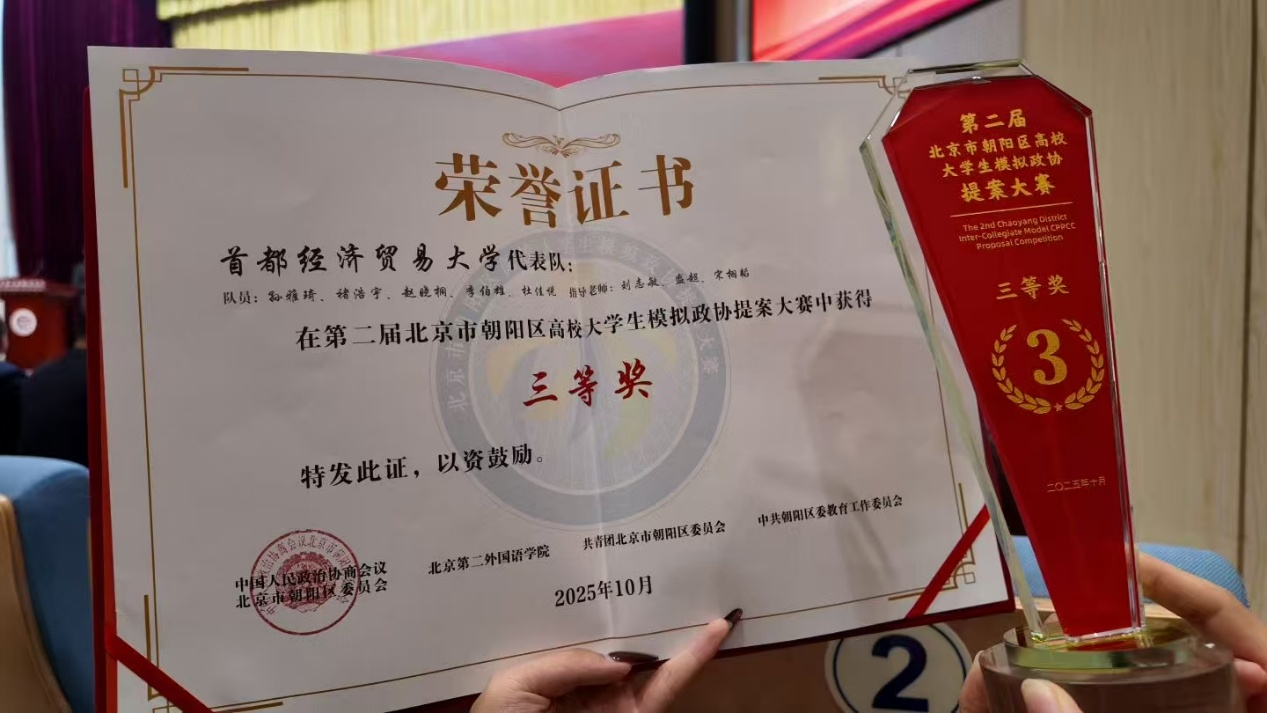 荣誉证书
首都经济贸易大学代表队：
队员：孙雅琦、褚浩宇、赵晓桐、李伯雄、杜佳悦 指导老师：刘志敏、盛超、宋栩粘
在第二届北京市朝阳区高校大学生模拟政协提案大赛中获得
三等奖
特发此证，以资鼓励。
中国人民政治协商会议
北京市朝阳区委员会
北京第二外国语学院
共青团北京市朝阳区委员会
中共朝阳区委教育工作委员会
2025年10月
第二届
北京市朝阳区高校
大学生模拟政协
提案大赛
The 2nd Chaoyang District
Inter-Collegiate Model CPPCC
Proposal Competition
三等奖
3
二〇二五年十月
2